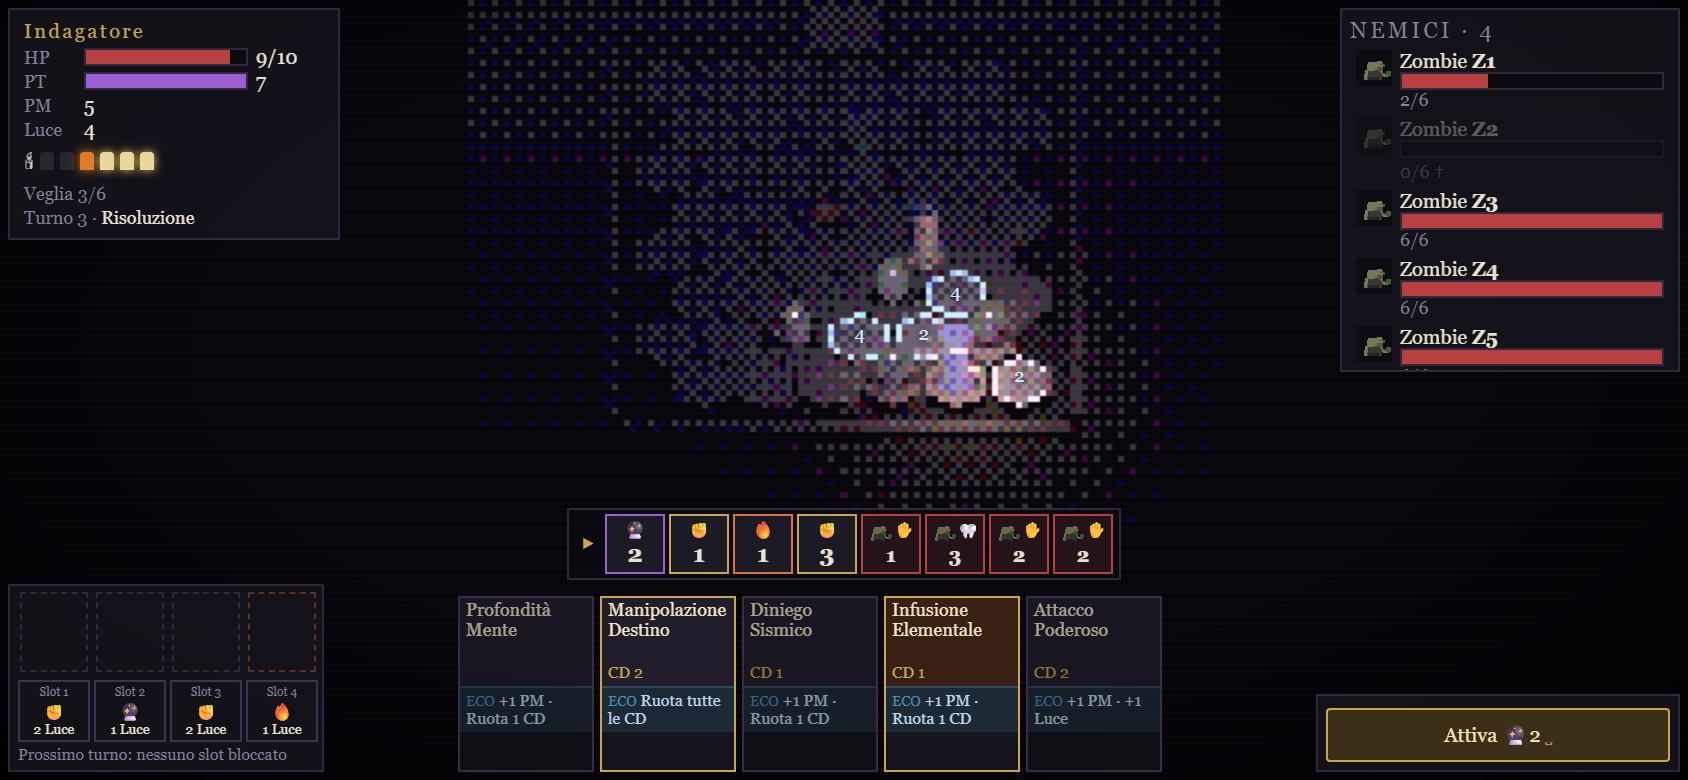 Indagatore
HP 9/10
PT 7
PM 5
Luce 4
Veglia 3/6
Turno 3 · Risoluzione
NEMICI · 4
Zombie Z1
2/6
Zombie Z2
0/6 †
Zombie Z3
6/6
Zombie Z4
6/6
Zombie Z5
4
4 2
2
2 1 1 3 1 3 2 2
Profondità
Mente
ECO +1 PM ·
Ruota 1 CD
Manipolazione
Destino
CD 2
ECO Ruota tutte
le CD
Diniego
Sismico
CD 1
ECO +1 PM ·
Ruota 1 CD
Infusione
Elementale
CD 1
ECO +1 PM ·
Ruota 1 CD
Attacco
Poderoso
CD 2
ECO +1 PM · +1
Luce
Slot 1
2 Luce
Slot 2
1 Luce
Slot 3
2 Luce
Slot 4
1 Luce
Prossimo turno: nessuno slot bloccato
Attiva 2